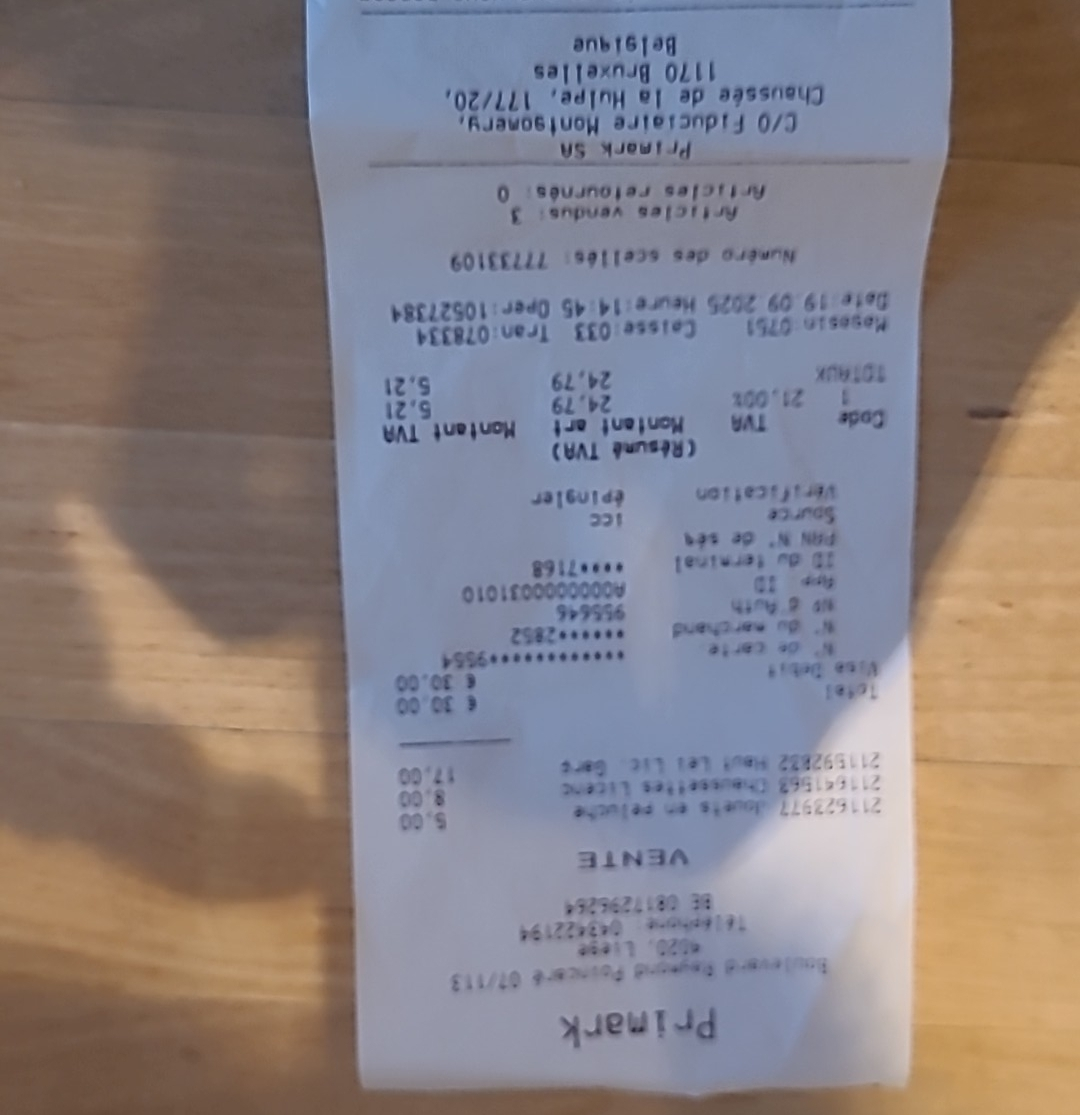 Primark
Boulevard Raymond Poincaré 07/113
4020, Liege
Téléphone: 043422194
BE 0817296264
VENTE
211623977 Jouets en peluche 5,00
211641563 Chaussettes Licenc 8,00
211592832 Haut Lei Lic. Garç 17,00
Total € 30,00
Visa Debit € 30,00
N° de carte. ************9554
N° du marchand ******2852
Nº d'Auth 955646
App ID A0000000031010
ID du terminal ****7168
PAN N° de séq
Source icc
Vérification épingler
(Résumé TVA)
Code TVA Montant art Montant TVA
1 21,00% 24,79 5,21
TOTAUX 24,79 5,21
Magasin:0751 Caisse:033 Tran:078334
Date:19.09.2025 Heure:14:45 Oper:10527384
Numéro des scellés: 77733109
Articles vendus: 3
Articles retournés: 0
Primark SA
C/O Fiduciaire Montgomery,
Chaussée de la Hulpe, 177/20,
1170 Bruxelles
Belgique